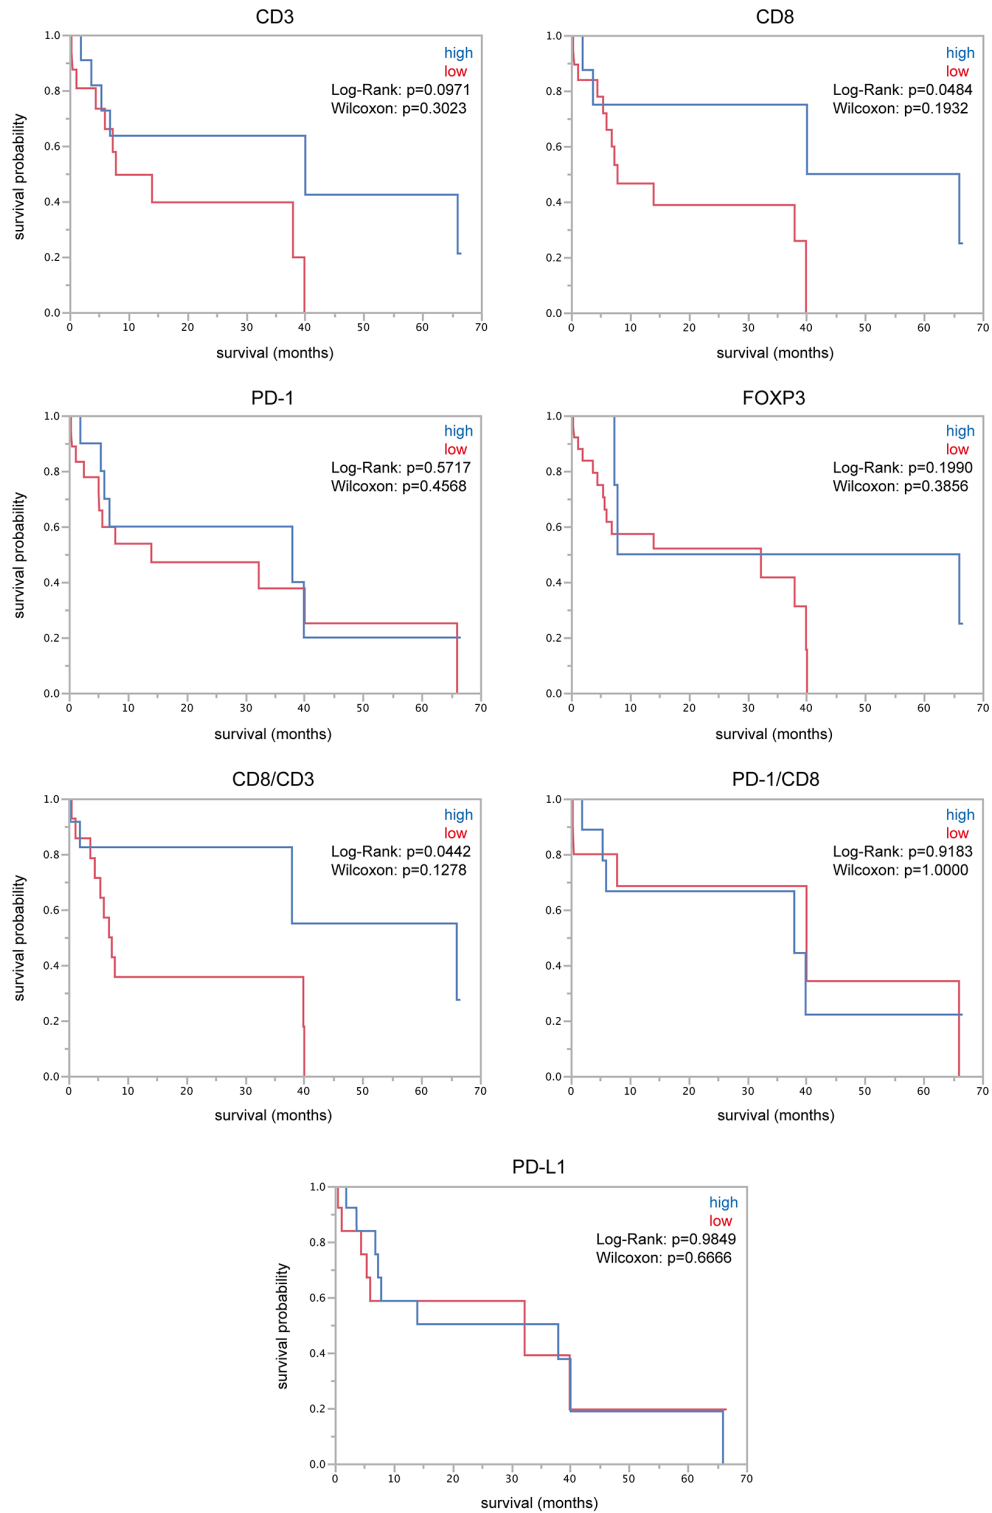 CD3
1.0
0.8
0.6
0.4
0.2
0.0
0 10 20 30 40 50 60 70
survival probability
survival (months)
high
low
Log-Rank: p=0.0971
Wilcoxon: p=0.3023
CD8
1.0
0.8
0.6
0.4
0.2
0.0
0 10 20 30 40 50 60 70
survival (months)
high
low
Log-Rank: p=0.0484
Wilcoxon: p=0.1932
PD-1
1.0
0.8
0.6
0.4
0.2
0.0
0 10 20 30 40 50 60 70
survival probability
survival (months)
high
low
Log-Rank: p=0.5717
Wilcoxon: p=0.4568
FOXP3
1.0
0.8
0.6
0.4
0.2
0.0
0 10 20 30 40 50 60 70
survival (months)
high
low
Log-Rank: p=0.1990
Wilcoxon: p=0.3856
CD8/CD3
1.0
0.8
0.6
0.4
0.2
0.0
0 10 20 30 40 50 60 70
survival probability
survival (months)
high
low
Log-Rank: p=0.0442
Wilcoxon: p=0.1278
PD-1/CD8
1.0
0.8
0.6
0.4
0.2
0.0
0 10 20 30 40 50 60 70
survival (months)
high
low
Log-Rank: p=0.9183
Wilcoxon: p=1.0000
PD-L1
1.0
0.8
0.6
0.4
0.2
0.0
0 10 20 30 40 50 60 70
survival probability
survival (months)
high
low
Log-Rank: p=0.9849
Wilcoxon: p=0.6666